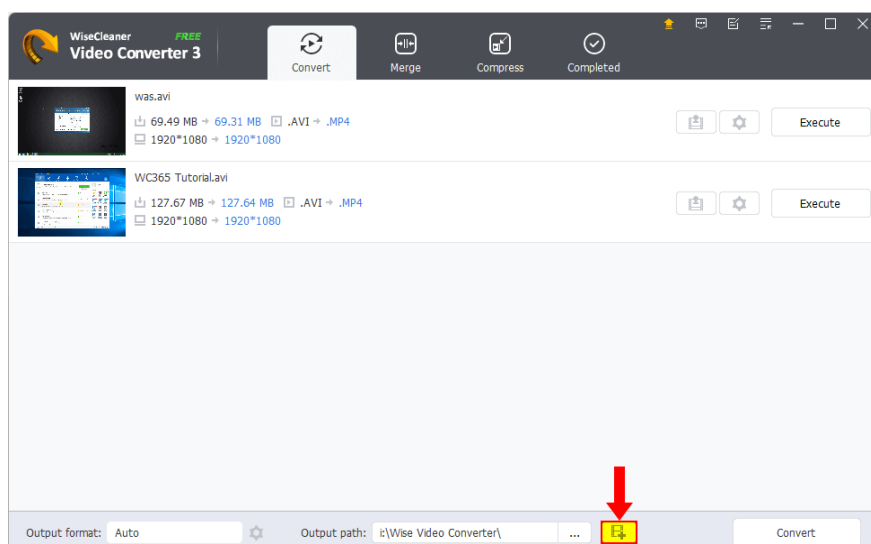 WiseCleaner FREE
Video Converter 3
Convert
Merge
Compress
Completed
was.avi
69.49 MB → 69.31 MB .AVI → .MP4
1920*1080 → 1920*1080
Execute
WC365 Tutorial.avi
127.67 MB → 127.64 MB .AVI → .MP4
1920*1080 → 1920*1080
Execute
Output format: Auto
Output path: i:\Wise Video Converter\ ...
Convert